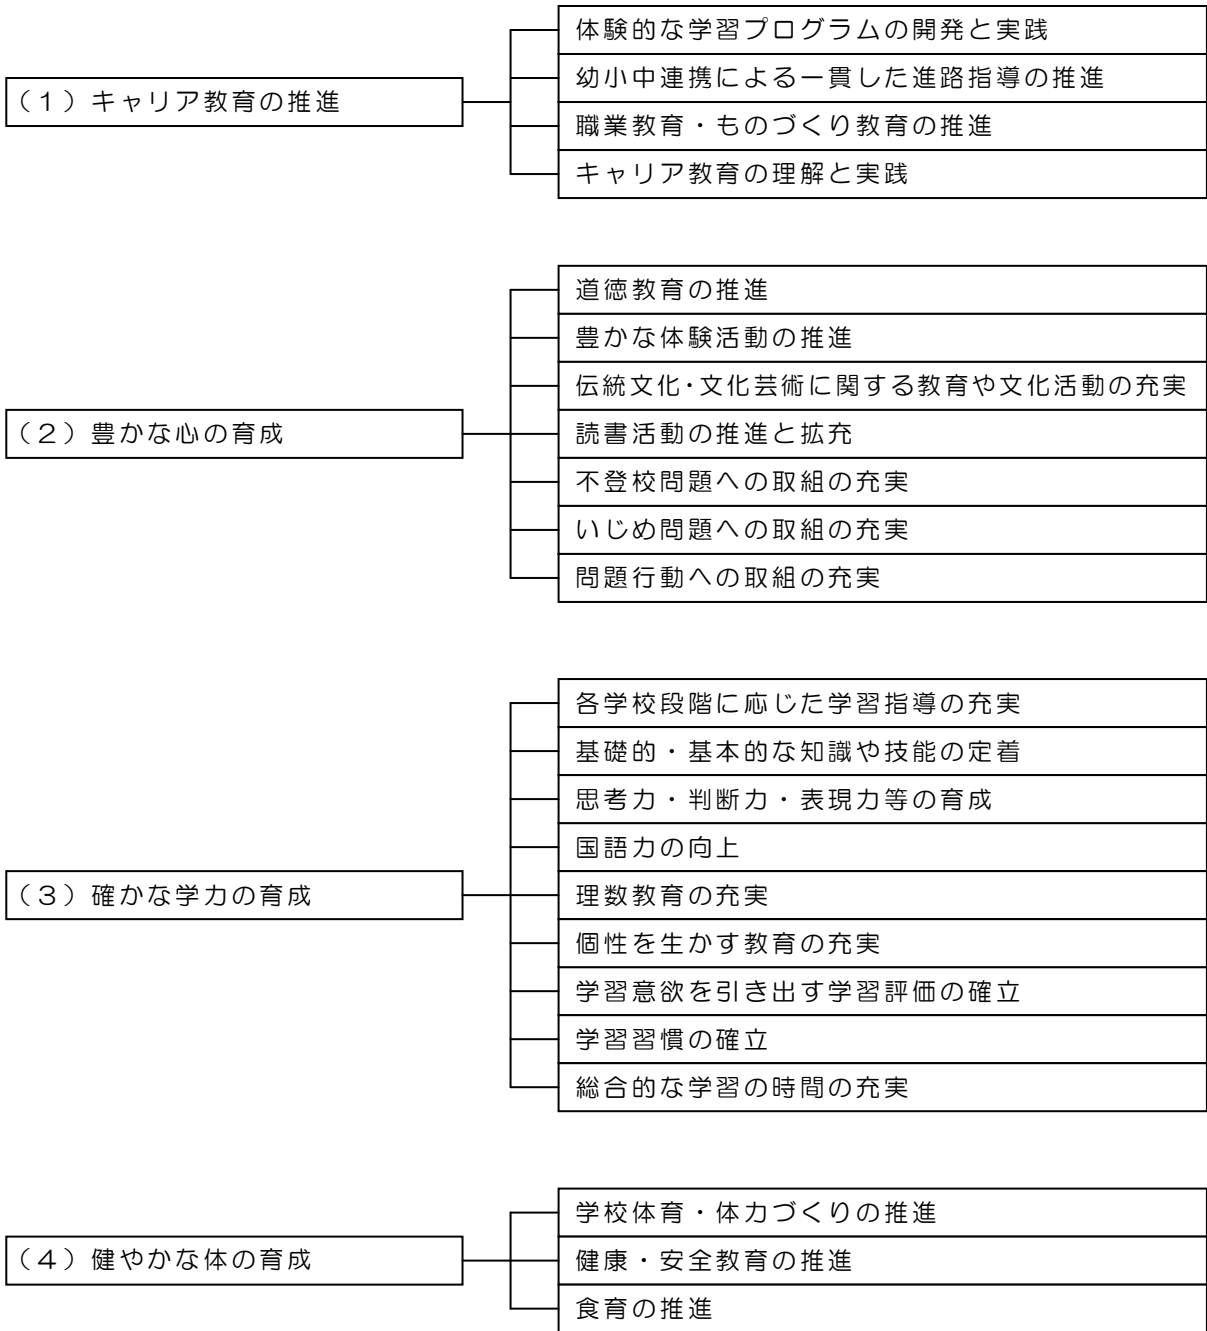 （１）キャリア教育の推進
体験的な学習プログラムの開発と実践
幼小中連携による一貫した進路指導の推進
職業教育・ものづくり教育の推進
キャリア教育の理解と実践
（２）豊かな心の育成
道徳教育の推進
豊かな体験活動の推進
伝統文化･文化芸術に関する教育や文化活動の充実
読書活動の推進と拡充
不登校問題への取組の充実
いじめ問題への取組の充実
問題行動への取組の充実
（３）確かな学力の育成
各学校段階に応じた学習指導の充実
基礎的・基本的な知識や技能の定着
思考力・判断力・表現力等の育成
国語力の向上
理数教育の充実
個性を生かす教育の充実
学習意欲を引き出す学習評価の確立
学習習慣の確立
総合的な学習の時間の充実
（４）健やかな体の育成
学校体育・体力づくりの推進
健康・安全教育の推進
食育の推進